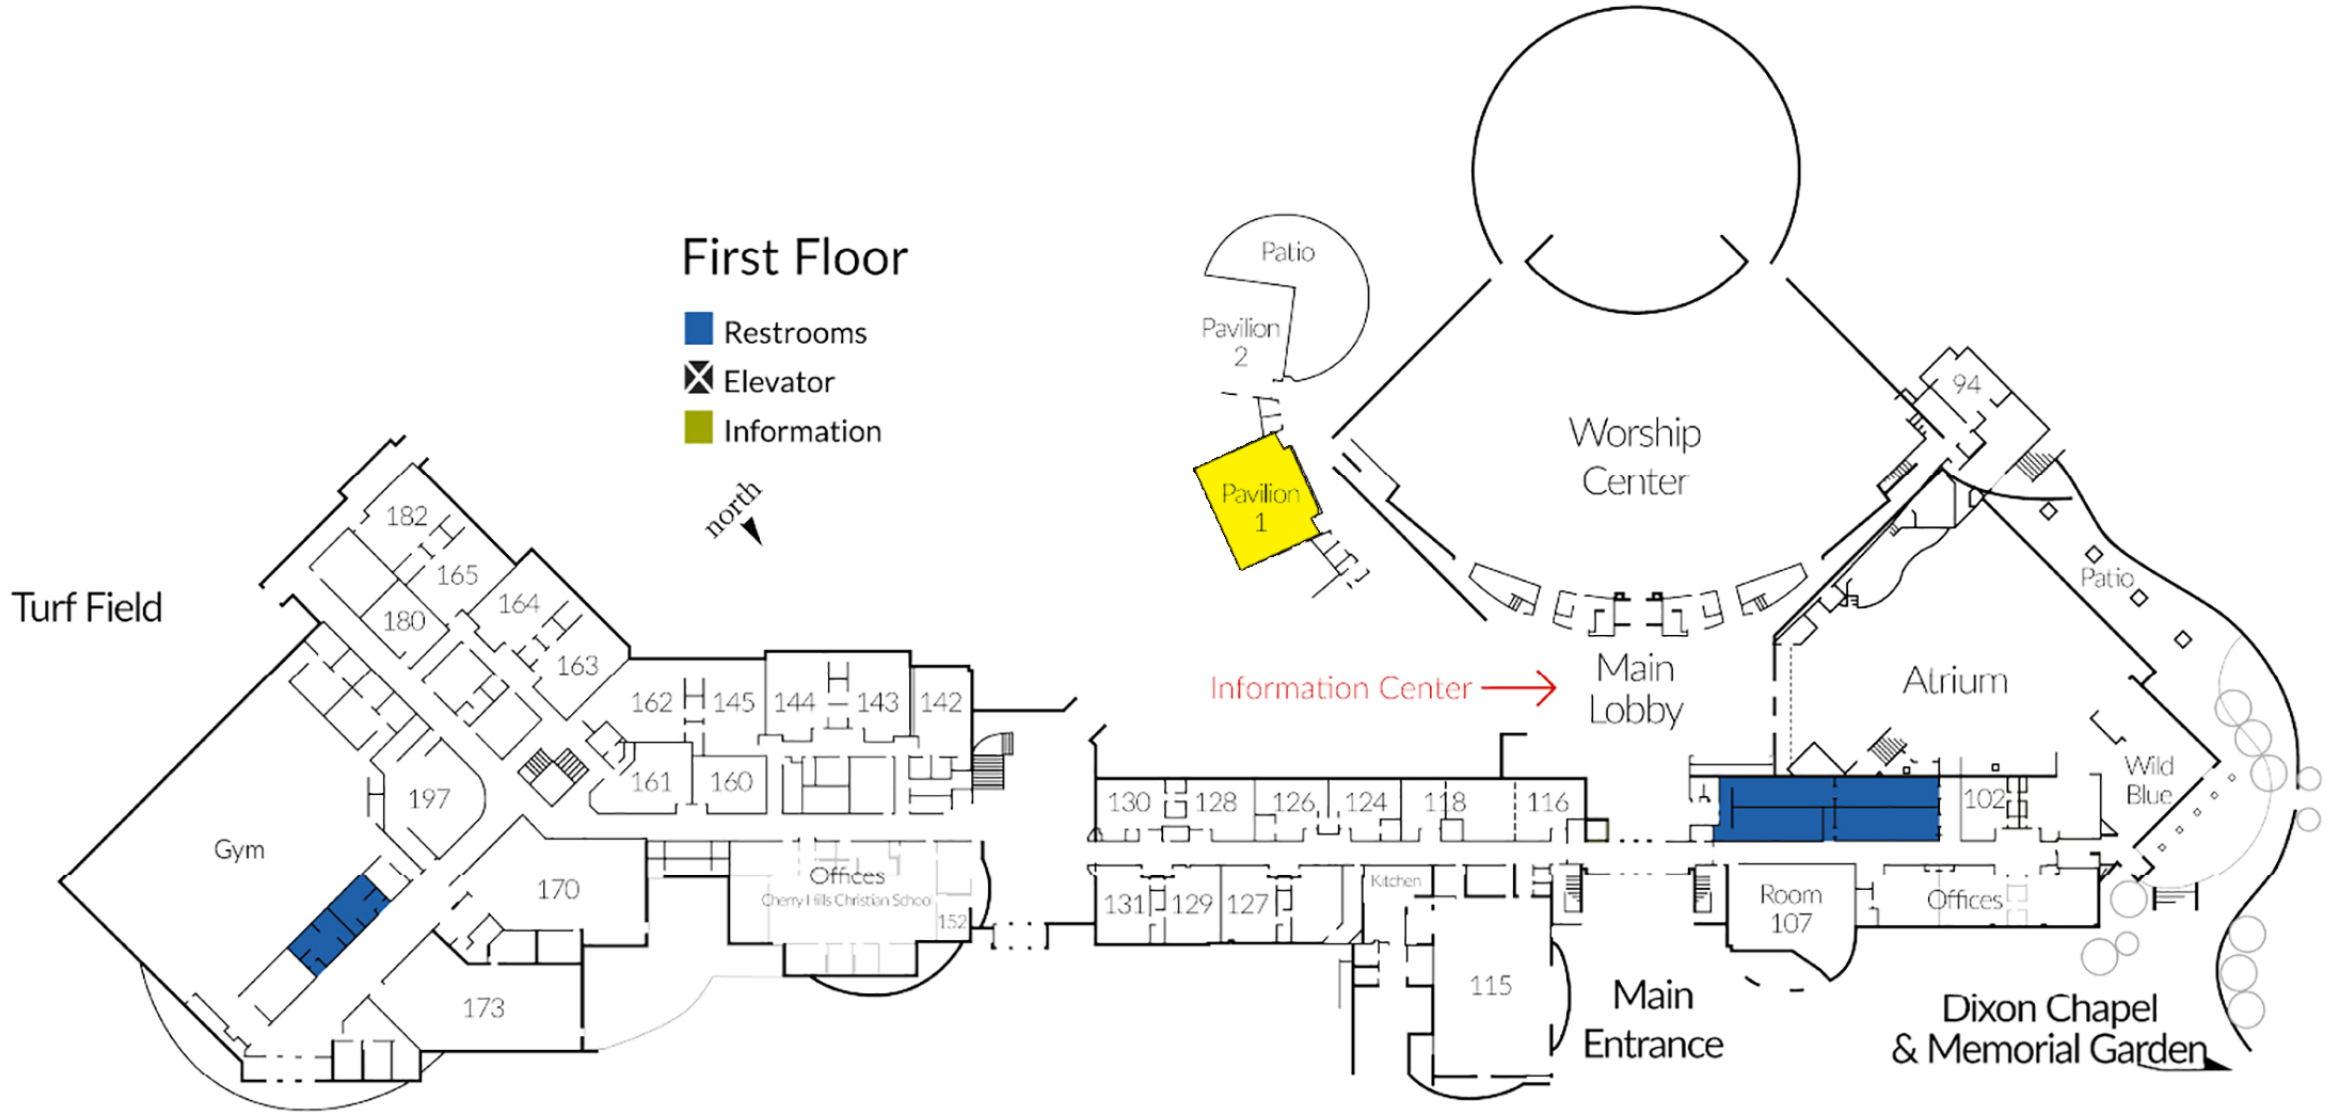 First Floor
Restrooms
Elevator
Information
north
Patio
Pavilion
2
Pavilion
1
Worship
Center
94
Turf Field
182
165
164
180
163
162
145
144
143
142
161
160
197
Gym
170
173
Offices
Cherry Hills Christian School
152
Information Center
Main
Lobby
Atrium
Patio
Wild
Blue
130
128
126
124
118
116
102
131
129
127
Kitchen
115
Room
107
Offices
Main
Entrance
Dixon Chapel
& Memorial Garden